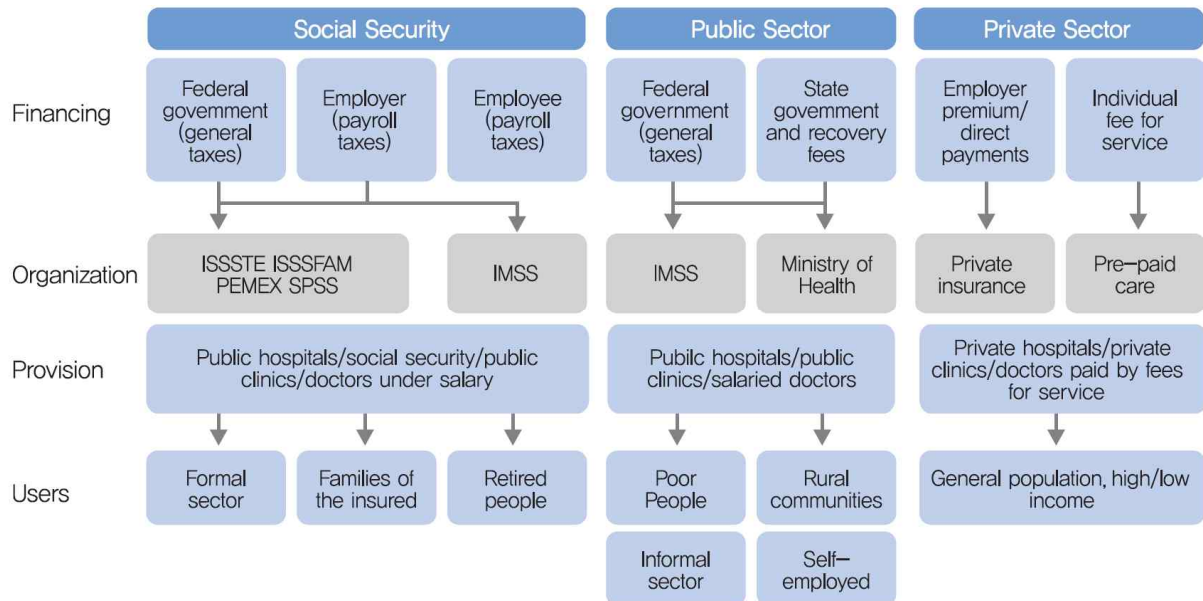 Social Security
Public Sector
Private Sector
Financing
Federal
government
(general
taxes)
Employer
(payroll
taxes)
Employee
(payroll
taxes)
Federal
government
(general
taxes)
State
government
and recovery
fees
Employer
premium/
direct
payments
Individual
fee for
service
Organization
ISSSTE ISSSFAM
PEMEX SPSS
IMSS
IMSS
Ministry of
Health
Private
insurance
Pre-paid
care
Provision
Public hospitals/social security/public
clinics/doctors under salary
Pubilc hospitals/public
clinics/salaried doctors
Private hospitals/private
clinics/doctors paid by fees
for service
Users
Formal
sector
Families of
the insured
Retired
people
Poor
People
Rural
communities
General population, high/low
income
Informal
sector
Self-
employed